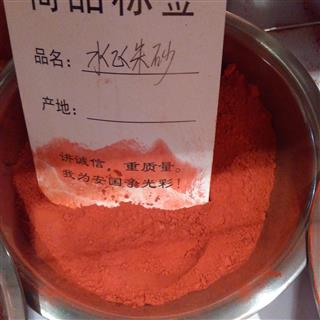 商品标签
品名：水飞朱砂
产地：
讲诚信，重质量。
我为安国添光彩！